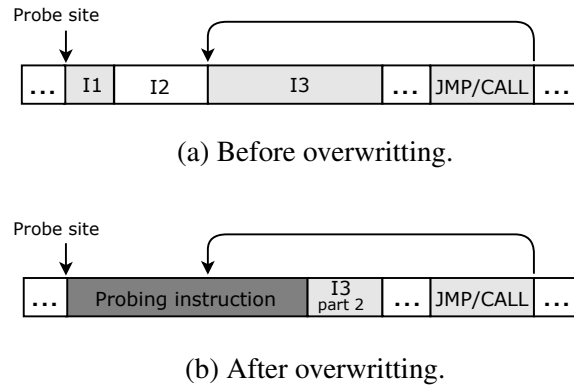 Probe site
... I1 I2 I3 ... JMP/CALL ...
(a) Before overwritting.
Probe site
... Probing instruction I3 part 2 ... JMP/CALL ...
(b) After overwritting.